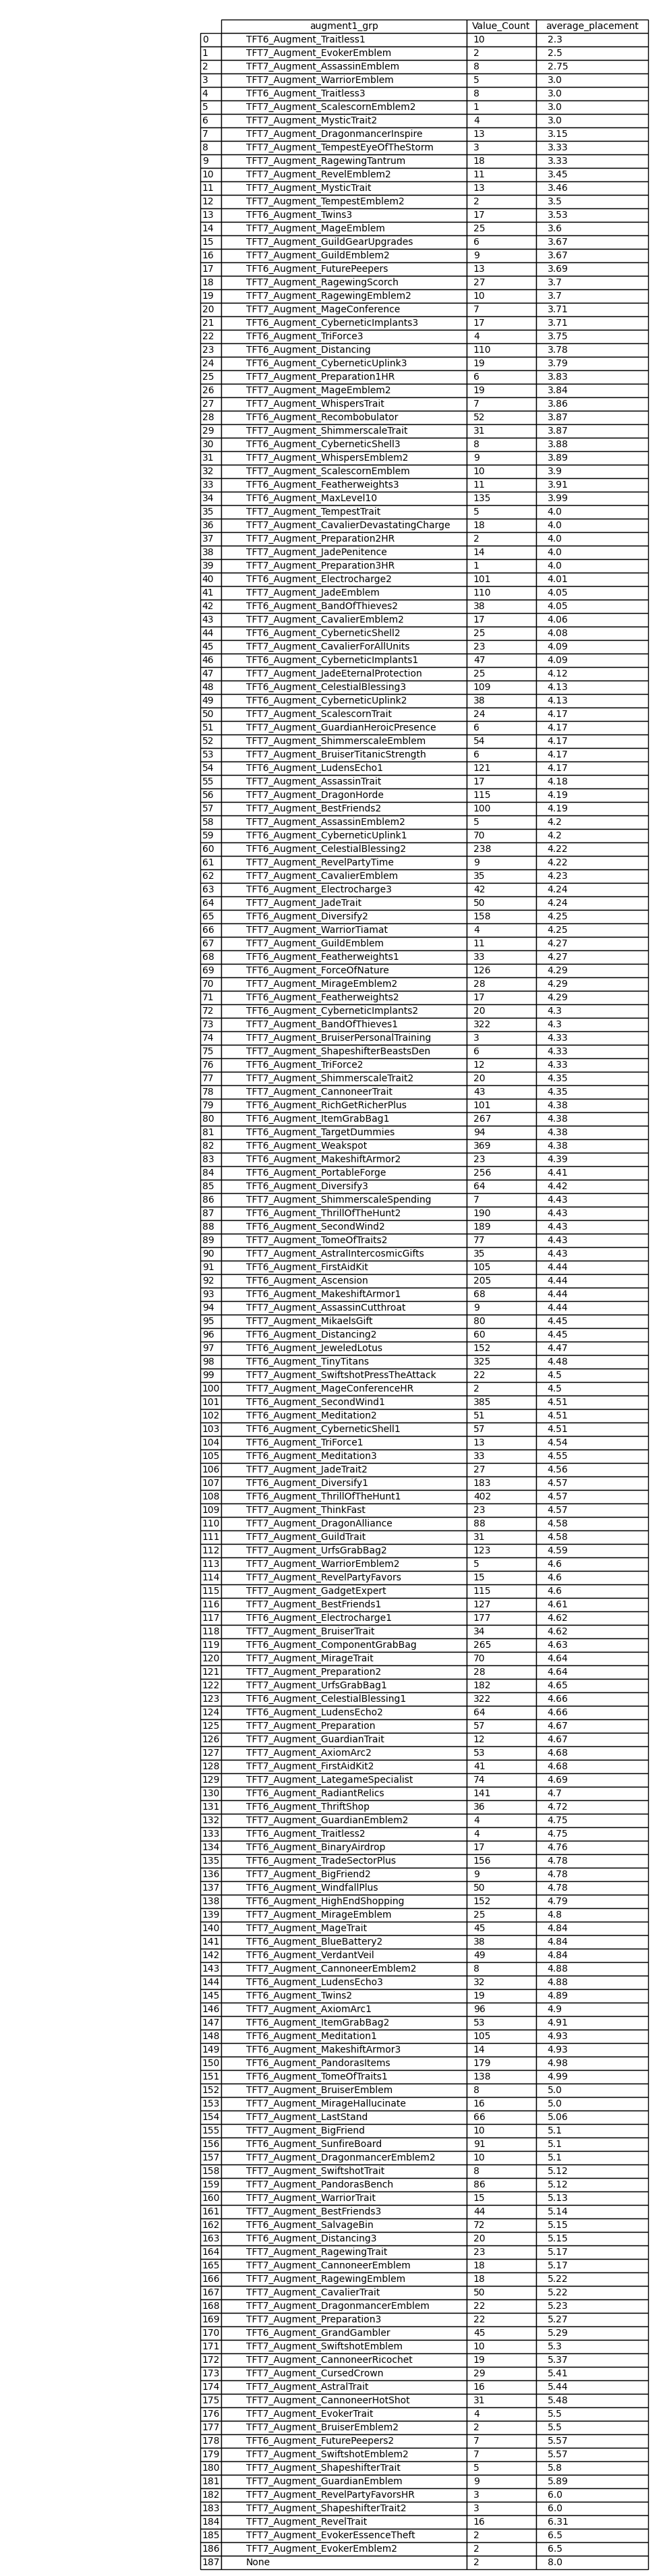 augment1_grp Value_Count average_placement
0 TFT6_Augment_Traitless1 10 2.3
1 TFT7_Augment_EvokerEmblem 2 2.5
2 TFT7_Augment_AssassinEmblem 8 2.75
3 TFT7_Augment_WarriorEmblem 5 3.0
4 TFT6_Augment_Traitless3 8 3.0
5 TFT7_Augment_ScalescornEmblem2 1 3.0
6 TFT7_Augment_MysticTrait2 4 3.0
7 TFT7_Augment_DragonmancerInspire 13 3.15
8 TFT7_Augment_TempestEyeOfTheStorm 3 3.33
9 TFT7_Augment_RagewingTantrum 18 3.33
10 TFT7_Augment_RevelEmblem2 11 3.45
11 TFT7_Augment_MysticTrait 13 3.46
12 TFT7_Augment_TempestEmblem2 2 3.5
13 TFT6_Augment_Twins3 17 3.53
14 TFT7_Augment_MageEmblem 25 3.6
15 TFT7_Augment_GuildGearUpgrades 6 3.67
16 TFT7_Augment_GuildEmblem2 9 3.67
17 TFT6_Augment_FuturePeepers 13 3.69
18 TFT7_Augment_RagewingScorch 27 3.7
19 TFT7_Augment_RagewingEmblem2 10 3.7
20 TFT7_Augment_MageConference 7 3.71
21 TFT6_Augment_CyberneticImplants3 17 3.71
22 TFT6_Augment_TriForce3 4 3.75
23 TFT6_Augment_Distancing 110 3.78
24 TFT6_Augment_CyberneticUplink3 19 3.79
25 TFT7_Augment_Preparation1HR 6 3.83
26 TFT7_Augment_MageEmblem2 19 3.84
27 TFT7_Augment_WhispersTrait 7 3.86
28 TFT6_Augment_Recombobulator 52 3.87
29 TFT7_Augment_ShimmerscaleTrait 31 3.87
30 TFT6_Augment_CyberneticShell3 8 3.88
31 TFT7_Augment_WhispersEmblem2 9 3.89
32 TFT7_Augment_ScalescornEmblem 10 3.9
33 TFT6_Augment_Featherweights3 11 3.91
34 TFT6_Augment_MaxLevel10 135 3.99
35 TFT7_Augment_TempestTrait 5 4.0
36 TFT7_Augment_CavalierDevastatingCharge 18 4.0
37 TFT7_Augment_Preparation2HR 2 4.0
38 TFT7_Augment_JadePenitence 14 4.0
39 TFT7_Augment_Preparation3HR 1 4.0
40 TFT6_Augment_Electrocharge2 101 4.01
41 TFT7_Augment_JadeEmblem 110 4.05
42 TFT6_Augment_BandOfThieves2 38 4.05
43 TFT7_Augment_CavalierEmblem2 17 4.06
44 TFT6_Augment_CyberneticShell2 25 4.08
45 TFT7_Augment_CavalierForAllUnits 23 4.09
46 TFT6_Augment_CyberneticImplants1 47 4.09
47 TFT7_Augment_JadeEternalProtection 25 4.12
48 TFT6_Augment_CelestialBlessing3 109 4.13
49 TFT6_Augment_CyberneticUplink2 38 4.13
50 TFT7_Augment_ScalescornTrait 24 4.17
51 TFT7_Augment_GuardianHeroicPresence 6 4.17
52 TFT7_Augment_ShimmerscaleEmblem 54 4.17
53 TFT7_Augment_BruiserTitanicStrength 6 4.17
54 TFT6_Augment_LudensEcho1 121 4.17
55 TFT7_Augment_AssassinTrait 17 4.18
56 TFT7_Augment_DragonHorde 115 4.19
57 TFT7_Augment_BestFriends2 100 4.19
58 TFT7_Augment_AssassinEmblem2 5 4.2
59 TFT6_Augment_CyberneticUplink1 70 4.2
60 TFT6_Augment_CelestialBlessing2 238 4.22
61 TFT7_Augment_RevelPartyTime 9 4.22
62 TFT7_Augment_CavalierEmblem 35 4.23
63 TFT6_Augment_Electrocharge3 42 4.24
64 TFT7_Augment_JadeTrait 50 4.24
65 TFT6_Augment_Diversify2 158 4.25
66 TFT7_Augment_WarriorTiamat 4 4.25
67 TFT7_Augment_GuildEmblem 11 4.27
68 TFT6_Augment_Featherweights1 33 4.27
69 TFT6_Augment_ForceOfNature 126 4.29
70 TFT7_Augment_MirageEmblem2 28 4.29
71 TFT6_Augment_Featherweights2 17 4.29
72 TFT6_Augment_CyberneticImplants2 20 4.3
73 TFT7_Augment_BandOfThieves1 322 4.3
74 TFT7_Augment_BruiserPersonalTraining 3 4.33
75 TFT7_Augment_ShapeshifterBeastsDen 6 4.33
76 TFT6_Augment_TriForce2 12 4.33
77 TFT7_Augment_ShimmerscaleTrait2 20 4.35
78 TFT7_Augment_CannoneerTrait 43 4.35
79 TFT6_Augment_RichGetRicherPlus 101 4.38
80 TFT6_Augment_ItemGrabBag1 267 4.38
81 TFT6_Augment_TargetDummies 94 4.38
82 TFT6_Augment_Weakspot 369 4.38
83 TFT6_Augment_MakeshiftArmor2 23 4.39
84 TFT6_Augment_PortableForge 256 4.41
85 TFT6_Augment_Diversify3 64 4.42
86 TFT7_Augment_ShimmerscaleSpending 7 4.43
87 TFT6_Augment_ThrillOfTheHunt2 190 4.43
88 TFT6_Augment_SecondWind2 189 4.43
89 TFT7_Augment_TomeOfTraits2 77 4.43
90 TFT7_Augment_AstralIntercosmicGifts 35 4.43
91 TFT6_Augment_FirstAidKit 105 4.44
92 TFT6_Augment_Ascension 205 4.44
93 TFT6_Augment_MakeshiftArmor1 68 4.44
94 TFT7_Augment_AssassinCutthroat 9 4.44
95 TFT7_Augment_MikaelsGift 80 4.45
96 TFT6_Augment_Distancing2 60 4.45
97 TFT6_Augment_JeweledLotus 152 4.47
98 TFT6_Augment_TinyTitans 325 4.48
99 TFT7_Augment_SwiftshotPressTheAttack 22 4.5
100 TFT7_Augment_MageConferenceHR 2 4.5
101 TFT6_Augment_SecondWind1 385 4.51
102 TFT6_Augment_Meditation2 51 4.51
103 TFT6_Augment_CyberneticShell1 57 4.51
104 TFT6_Augment_TriForce1 13 4.54
105 TFT6_Augment_Meditation3 33 4.55
106 TFT7_Augment_JadeTrait2 27 4.56
107 TFT6_Augment_Diversify1 183 4.57
108 TFT6_Augment_ThrillOfTheHunt1 402 4.57
109 TFT7_Augment_ThinkFast 23 4.57
110 TFT7_Augment_DragonAlliance 88 4.58
111 TFT7_Augment_GuildTrait 31 4.58
112 TFT7_Augment_UrfsGrabBag2 123 4.59
113 TFT7_Augment_WarriorEmblem2 5 4.6
114 TFT7_Augment_RevelPartyFavors 15 4.6
115 TFT7_Augment_GadgetExpert 115 4.6
116 TFT7_Augment_BestFriends1 127 4.61
117 TFT6_Augment_Electrocharge1 177 4.62
118 TFT7_Augment_BruiserTrait 34 4.62
119 TFT6_Augment_ComponentGrabBag 265 4.63
120 TFT7_Augment_MirageTrait 70 4.64
121 TFT7_Augment_Preparation2 28 4.64
122 TFT7_Augment_UrfsGrabBag1 182 4.65
123 TFT6_Augment_CelestialBlessing1 322 4.66
124 TFT6_Augment_LudensEcho2 64 4.66
125 TFT7_Augment_Preparation 57 4.67
126 TFT7_Augment_GuardianTrait 12 4.67
127 TFT7_Augment_AxiomArc2 53 4.68
128 TFT7_Augment_FirstAidKit2 41 4.68
129 TFT7_Augment_LategameSpecialist 74 4.69
130 TFT6_Augment_RadiantRelics 141 4.7
131 TFT6_Augment_ThriftShop 36 4.72
132 TFT7_Augment_GuardianEmblem2 4 4.75
133 TFT6_Augment_Traitless2 4 4.75
134 TFT6_Augment_BinaryAirdrop 17 4.76
135 TFT6_Augment_TradeSectorPlus 156 4.78
136 TFT7_Augment_BigFriend2 9 4.78
137 TFT6_Augment_WindfallPlus 50 4.78
138 TFT6_Augment_HighEndShopping 152 4.79
139 TFT7_Augment_MirageEmblem 25 4.8
140 TFT7_Augment_MageTrait 45 4.84
141 TFT6_Augment_BlueBattery2 38 4.84
142 TFT6_Augment_VerdantVeil 49 4.84
143 TFT7_Augment_CannoneerEmblem2 8 4.88
144 TFT6_Augment_LudensEcho3 32 4.88
145 TFT6_Augment_Twins2 19 4.89
146 TFT7_Augment_AxiomArc1 96 4.9
147 TFT6_Augment_ItemGrabBag2 53 4.91
148 TFT6_Augment_Meditation1 105 4.93
149 TFT6_Augment_MakeshiftArmor3 14 4.93
150 TFT6_Augment_PandorasItems 179 4.98
151 TFT6_Augment_TomeOfTraits1 138 4.99
152 TFT7_Augment_BruiserEmblem 8 5.0
153 TFT7_Augment_MirageHallucinate 16 5.0
154 TFT7_Augment_LastStand 66 5.06
155 TFT7_Augment_BigFriend 10 5.1
156 TFT6_Augment_SunfireBoard 91 5.1
157 TFT7_Augment_DragonmancerEmblem2 10 5.1
158 TFT7_Augment_SwiftshotTrait 8 5.12
159 TFT7_Augment_PandorasBench 86 5.12
160 TFT7_Augment_WarriorTrait 15 5.13
161 TFT7_Augment_BestFriends3 44 5.14
162 TFT6_Augment_SalvageBin 72 5.15
163 TFT6_Augment_Distancing3 20 5.15
164 TFT7_Augment_RagewingTrait 23 5.17
165 TFT7_Augment_CannoneerEmblem 18 5.17
166 TFT7_Augment_RagewingEmblem 18 5.22
167 TFT7_Augment_CavalierTrait 50 5.22
168 TFT7_Augment_DragonmancerEmblem 22 5.23
169 TFT7_Augment_Preparation3 22 5.27
170 TFT6_Augment_GrandGambler 45 5.29
171 TFT7_Augment_SwiftshotEmblem 10 5.3
172 TFT7_Augment_CannoneerRicochet 19 5.37
173 TFT7_Augment_CursedCrown 29 5.41
174 TFT7_Augment_AstralTrait 16 5.44
175 TFT7_Augment_CannoneerHotShot 31 5.48
176 TFT7_Augment_EvokerTrait 4 5.5
177 TFT7_Augment_BruiserEmblem2 2 5.5
178 TFT6_Augment_FuturePeepers2 7 5.57
179 TFT7_Augment_SwiftshotEmblem2 7 5.57
180 TFT7_Augment_ShapeshifterTrait 5 5.8
181 TFT7_Augment_GuardianEmblem 9 5.89
182 TFT7_Augment_RevelPartyFavorsHR 3 6.0
183 TFT7_Augment_ShapeshifterTrait2 3 6.0
184 TFT7_Augment_RevelTrait 16 6.31
185 TFT7_Augment_EvokerEssenceTheft 2 6.5
186 TFT7_Augment_EvokerEmblem2 2 6.5
187 None 2 8.0